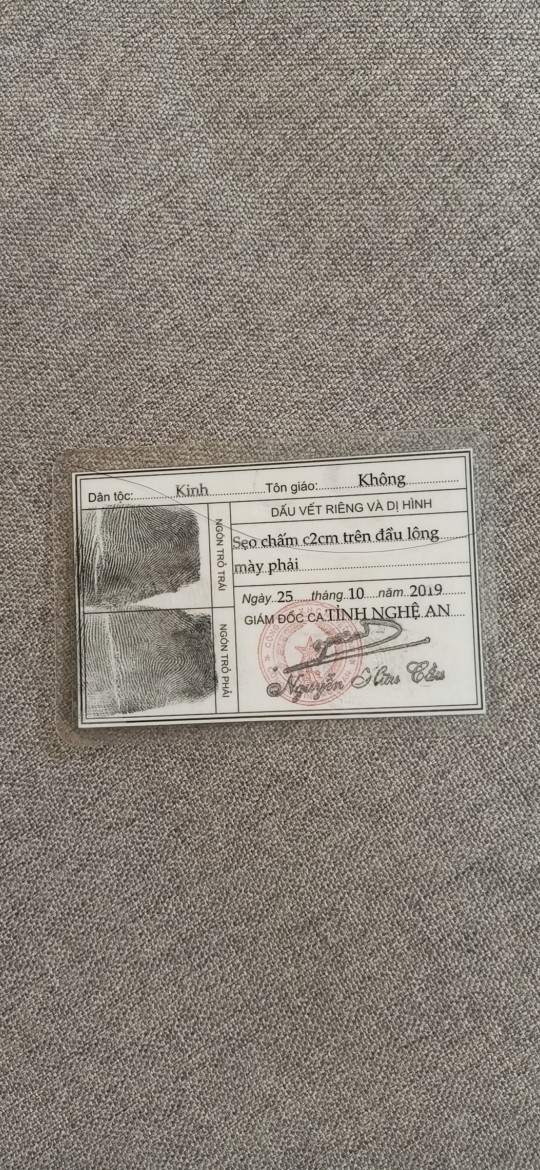 Dân tộc: Kinh Tôn giáo: Không
DẤU VẾT RIÊNG VÀ DỊ HÌNH
Sẹo chấm c2cm trên đầu lông
mày phải
NGÓN TRỎ TRÁI
NGÓN TRỎ PHẢI
Ngày 25 tháng 10 năm 2019
GIÁM ĐỐC CA TỈNH NGHỆ AN
Nguyễn Hữu Cầu